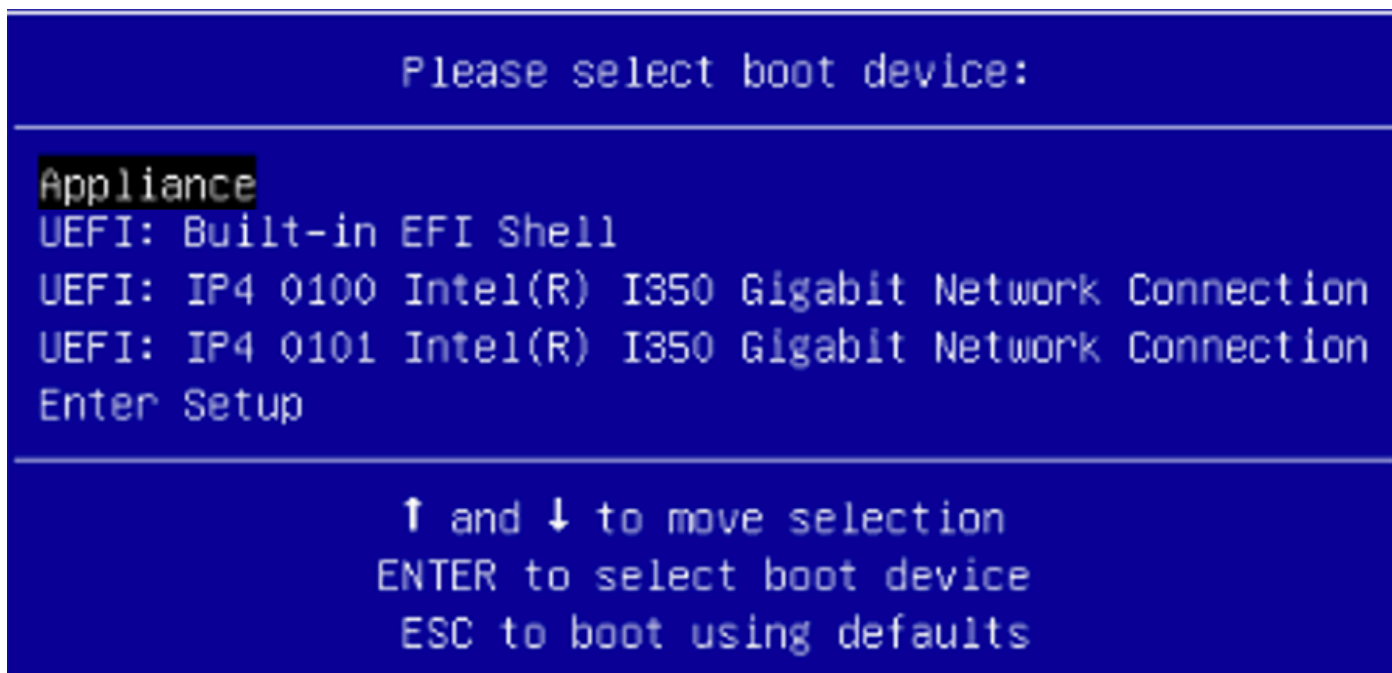 Please select boot device:
Appliance
UEFI: Built-in EFI Shell
UEFI: IP4 0100 Intel(R) I350 Gigabit Network Connection
UEFI: IP4 0101 Intel(R) I350 Gigabit Network Connection
Enter Setup
↑ and ↓ to move selection
ENTER to select boot device
ESC to boot using defaults